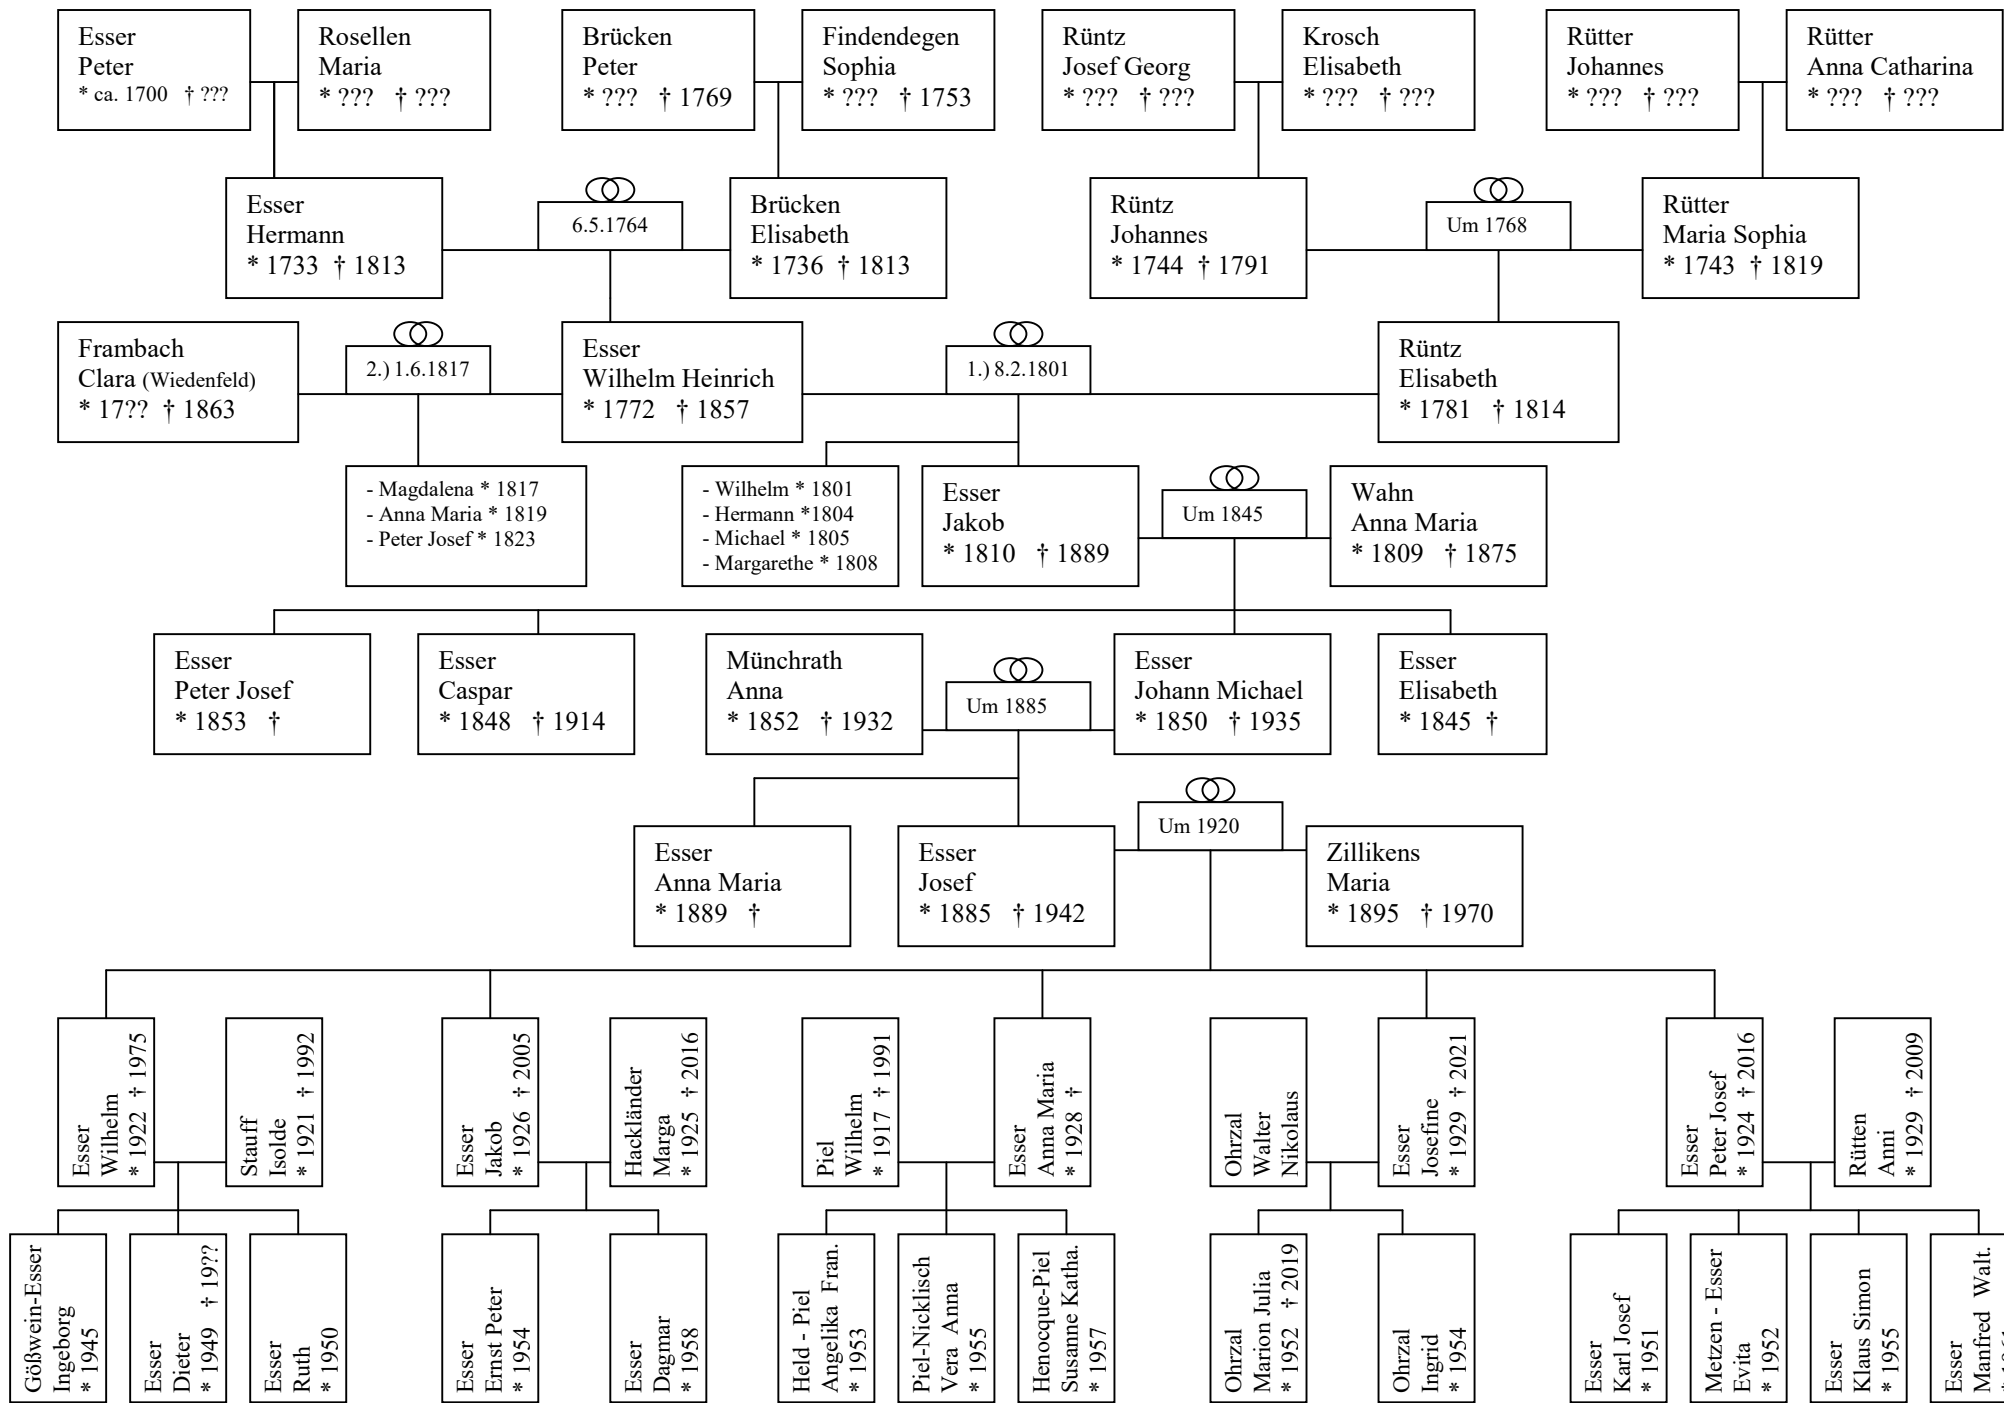 Esser
Peter
* ca. 1700 † ???
Rosellen
Maria
* ??? † ???
Brücken
Peter
* ??? † 1769
Findendegen
Sophia
* ??? † 1753
Rüntz
Josef Georg
* ??? † ???
Krosch
Elisabeth
* ??? † ???
Rütter
Johannes
* ??? † ???
Rütter
Anna Catharina
* ??? † ???
Esser
Hermann
* 1733 † 1813
6.5.1764
Brücken
Elisabeth
* 1736 † 1813
Rüntz
Johannes
* 1744 † 1791
Um 1768
Rütter
Maria Sophia
* 1743 † 1819
Frambach
Clara (Wiedenfeld)
* 17?? † 1863
2.) 1.6.1817
Esser
Wilhelm Heinrich
* 1772 † 1857
1.) 8.2.1801
Rüntz
Elisabeth
* 1781 † 1814
- Magdalena * 1817
- Anna Maria * 1819
- Peter Josef * 1823
- Wilhelm * 1801
- Hermann *1804
- Michael * 1805
- Margarethe * 1808
Esser
Jakob
* 1810 † 1889
Um 1845
Wahn
Anna Maria
* 1809 † 1875
Esser
Peter Josef
* 1853 †
Esser
Caspar
* 1848 † 1914
Münchrath
Anna
* 1852 † 1932
Um 1885
Esser
Johann Michael
* 1850 † 1935
Esser
Elisabeth
* 1845 †
Esser
Anna Maria
* 1889 †
Esser
Josef
* 1885 † 1942
Um 1920
Zillikens
Maria
* 1895 † 1970
Esser
Wilhelm
* 1922 † 1975
Stauff
Isolde
* 1921 † 1992
Esser
Jakob
* 1926 † 2005
Hackländer
Marga
* 1925 † 2016
Piel
Wilhelm
* 1917 † 1991
Esser
Anna Maria
* 1928 †
Ohrzal
Walter
Nikolaus
Esser
Josefine
* 1929 † 2021
Esser
Peter Josef
* 1924 † 2016
Rütten
Anni
* 1929 † 2009
Gößwein-Esser
Ingeborg
* 1945
Esser
Dieter
* 1949 † 19??
Esser
Ruth
* 1950
Esser
Ernst Peter
* 1954
Esser
Dagmar
* 1958
Held - Piel
Angelika Fran.
* 1953
Piel-Nicklisch
Vera Anna
* 1955
Henocque-Piel
Susanne Katha.
* 1957
Ohrzal
Marion Julia
* 1952 † 2019
Ohrzal
Ingrid
* 1954
Esser
Karl Josef
* 1951
Metzen - Esser
Evita
* 1952
Esser
Klaus Simon
* 1955
Esser
Manfred Walt.